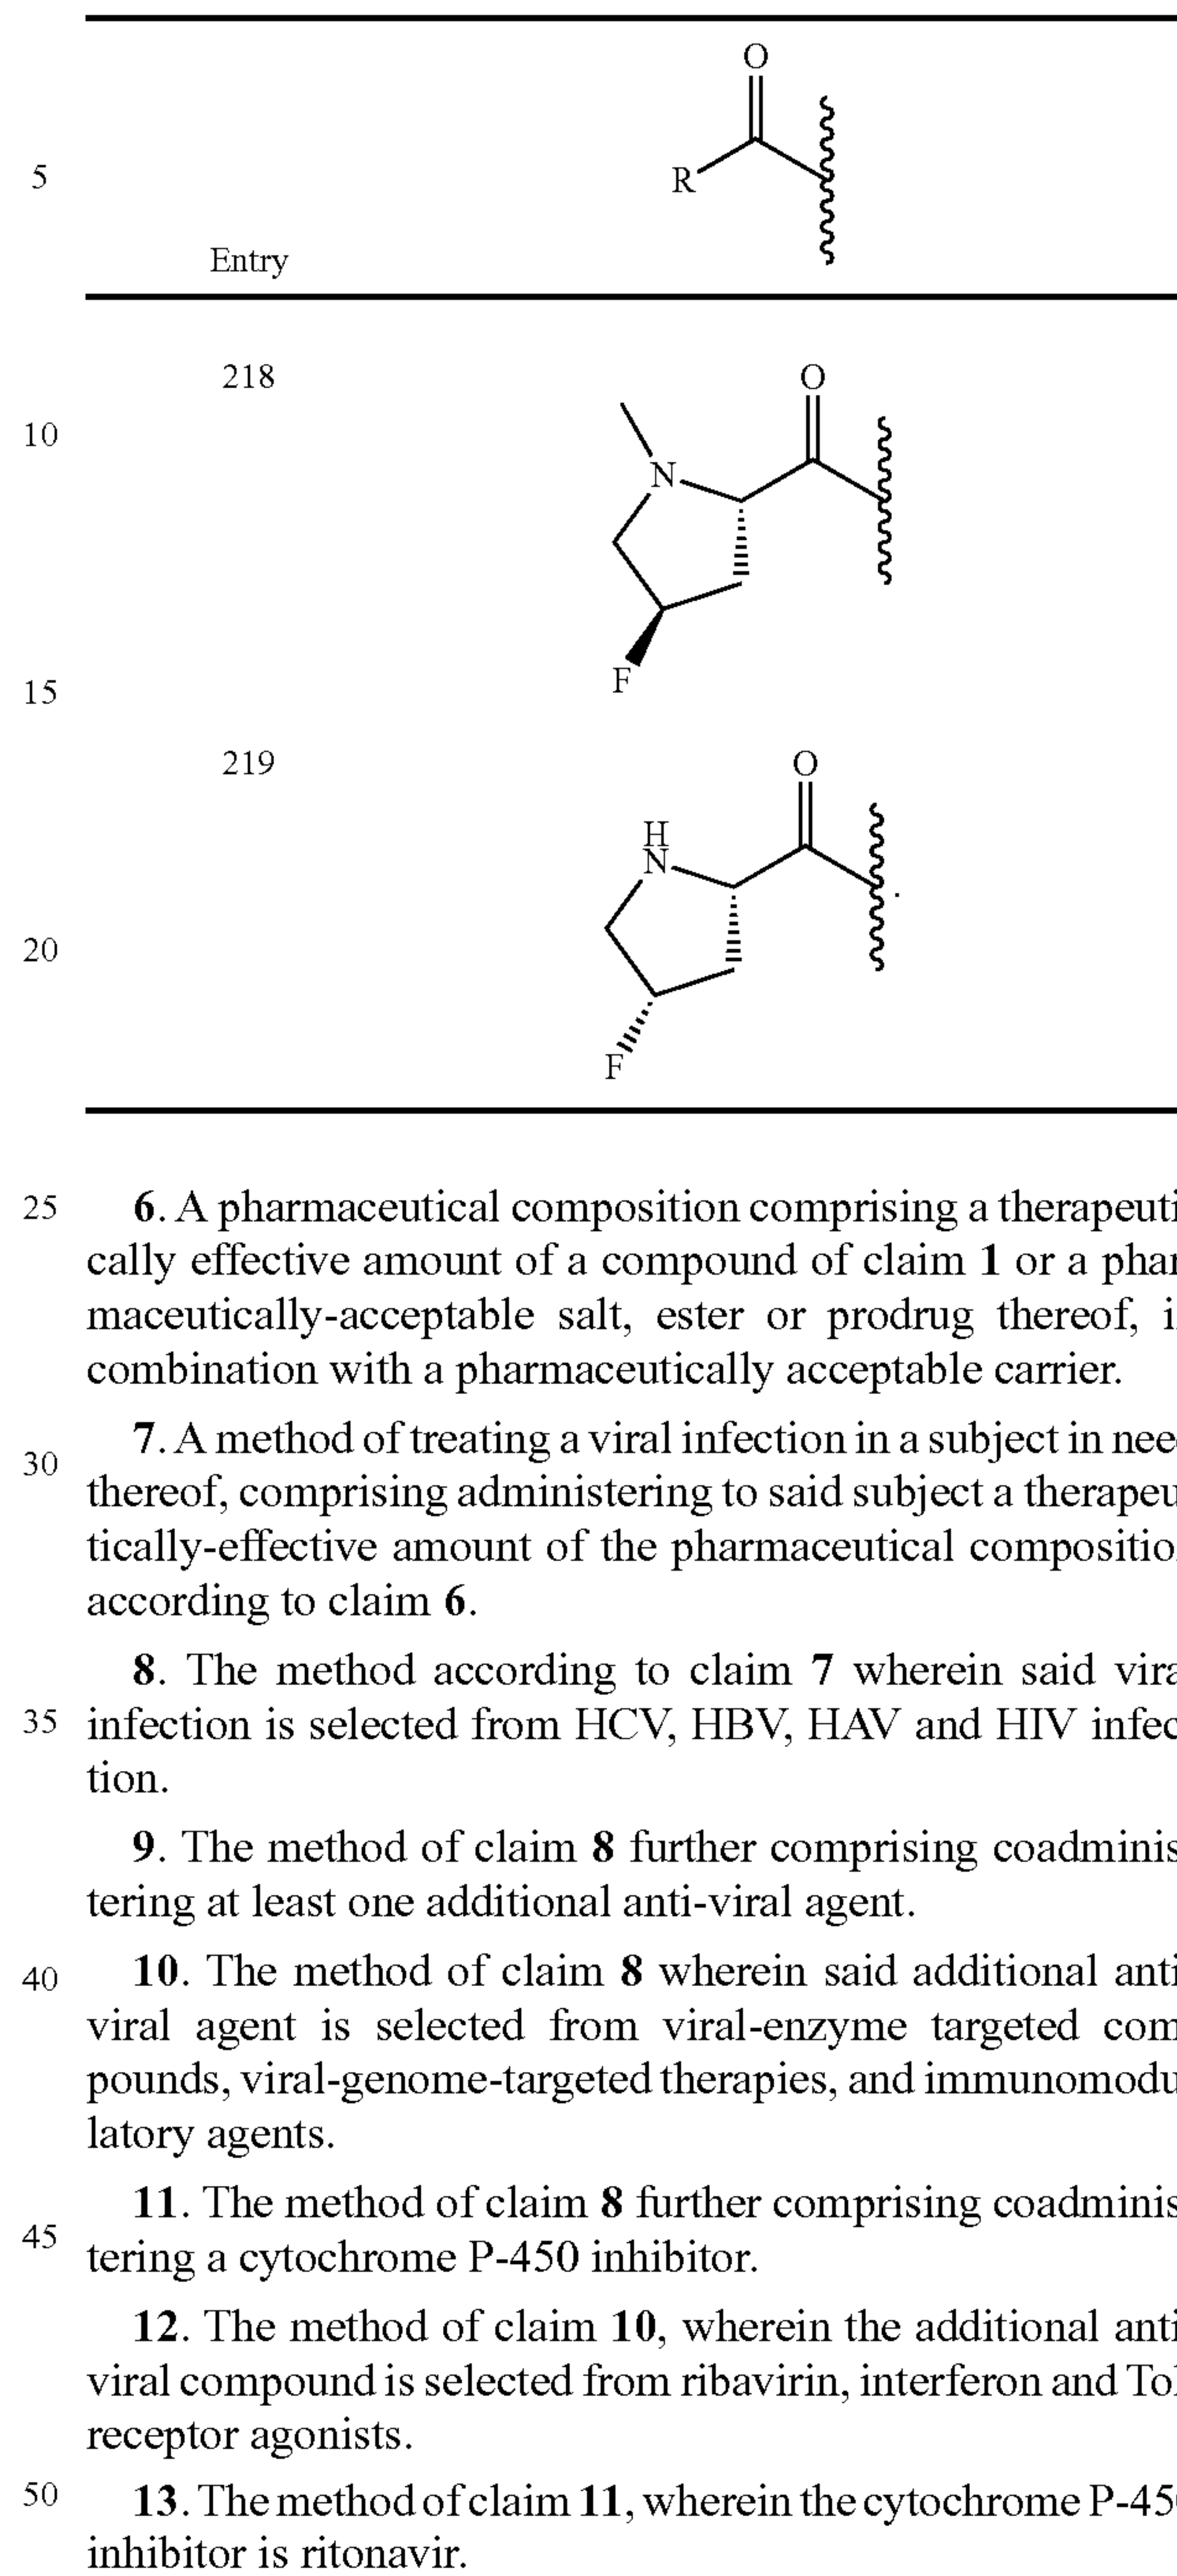 O
5
R
Entry
218
O
10
N
15
F
219
O
H
N
.
20
F
25 6. A pharmaceutical composition comprising a therapeuti
cally effective amount of a compound of claim 1 or a phar
maceutically-acceptable salt, ester or prodrug thereof, i
combination with a pharmaceutically acceptable carrier.
7. A method of treating a viral infection in a subject in nee
30
thereof, comprising administering to said subject a therapeu
tically-effective amount of the pharmaceutical compositio
according to claim 6.
8. The method according to claim 7 wherein said vira
35 infection is selected from HCV, HBV, HAV and HIV infec
tion.
9. The method of claim 8 further comprising coadminis
tering at least one additional anti-viral agent.
40 10. The method of claim 8 wherein said additional anti
viral agent is selected from viral-enzyme targeted com
pounds, viral-genome-targeted therapies, and immunomodu
latory agents.
11. The method of claim 8 further comprising coadminis
45
tering a cytochrome P-450 inhibitor.
12. The method of claim 10, wherein the additional anti
viral compound is selected from ribavirin, interferon and Tol
receptor agonists.
50 13. The method of claim 11, wherein the cytochrome P-450
inhibitor is ritonavir.